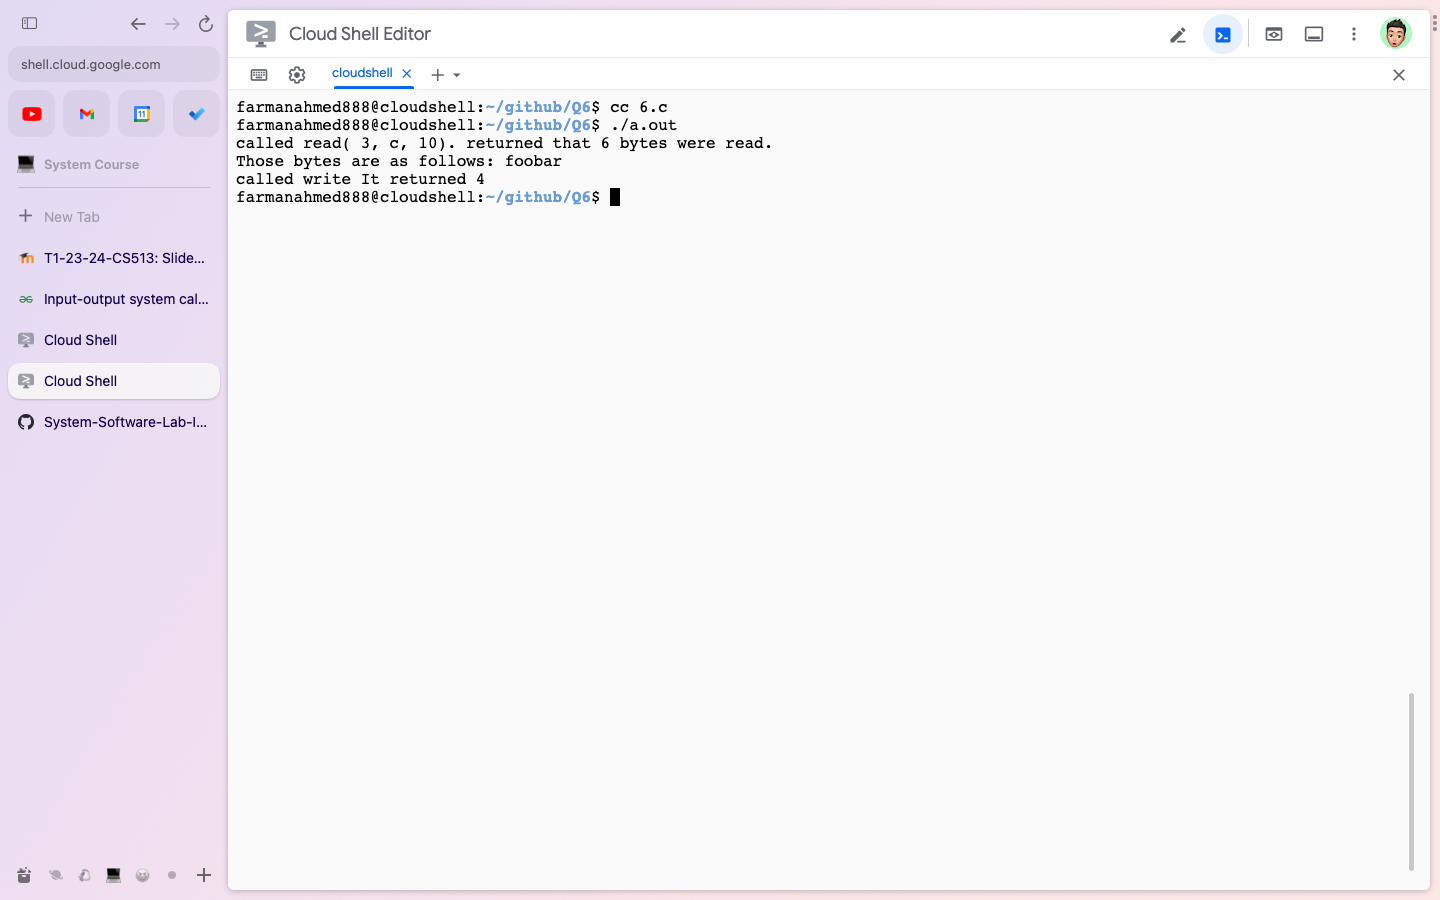 shell.cloud.google.com
11
System Course
New Tab
T1-23-24-CS513: Slide...
Input-output system cal...
Cloud Shell
Cloud Shell
System-Software-Lab-I...
Cloud Shell Editor
cloudshell
farmanahmed888@cloudshell:~/github/Q6$ cc 6.c
farmanahmed888@cloudshell:~/github/Q6$ ./a.out
called read( 3, c, 10). returned that 6 bytes were read.
Those bytes are as follows: foobar
called write It returned 4
farmanahmed888@cloudshell:~/github/Q6$